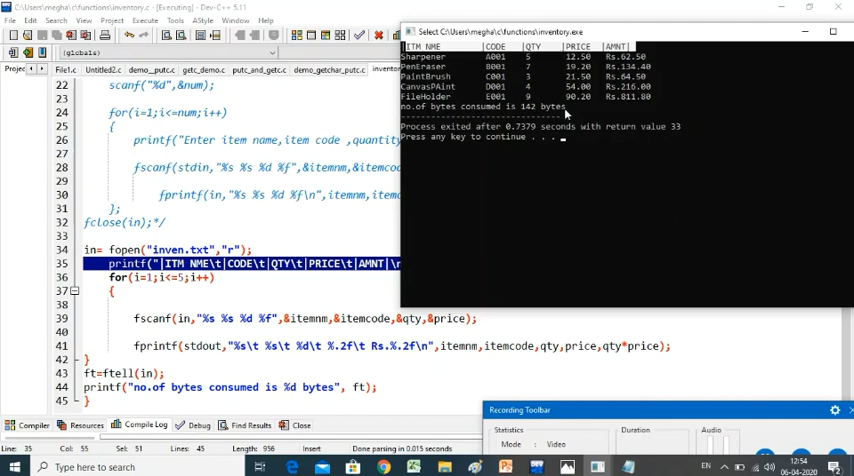 C:\Users\megha\c\functions\inventory.c - [Executing] - Dev-C++ 5.11
File Edit Search View Project Execute Tools AStyle Window Help
(globals)
Projec
File1.c Untitled2.c demo__putc.c getc_demo.c putc_and_getc.c demo_getchar_putc.c
22 scanf("%d",&num);
23
24 for(i=1;i<=num;i++)
25 {
26 printf("Enter item name,item code ,quantity
27
28 fscanf(stdin,"%s %s %d %f",&itemnm,&itemcode
29
30 fprintf(in,"%s %s %d %f\n",itemnm,
31 };
32 fclose(in);*/
33
34 in= fopen("inven.txt","r");
35 printf("|ITM NME\t|CODE\t|QTY\t|PRICE\t|AMNT|\n
36 for(i=1;i<=5;i++)
37 {
38
39 fscanf(in,"%s %s %d %f",&itemnm,&itemcode,&qty,&price);
40
41 fprintf(stdout,"%s\t %s\t %d\t %.2f\t Rs.%.2f\n",itemnm,itemcode,qty,price,qty*price);
42 }
43 ft=ftell(in);
44 printf("no.of bytes consumed is %d bytes", ft);
45 }
Select C:\Users\megha\c\functions\inventory.exe
|ITM NME |CODE |QTY |PRICE |AMNT|
Sharpener A001 5 12.50 Rs.62.50
PenEraser B001 7 19.20 Rs.134.40
PaintBrush C001 3 21.50 Rs.64.50
CanvasPAint D001 4 54.00 Rs.216.00
FileHolder E001 9 90.20 Rs.811.80
no.of bytes consumed is 142 bytes
--------------------------------
Process exited after 0.7379 seconds with return value 33
Press any key to continue . . .
Compiler Resources Compile Log Debug Find Results Close
Line: 35 Col: 55 Sel: 51 Lines: 45 Length: 956 Insert Done parsing in 0.015 seconds
Recording Toolbar
Statistics Duration Audio
Mode : Video
Type here to search
EN
12:54
06-04-2020